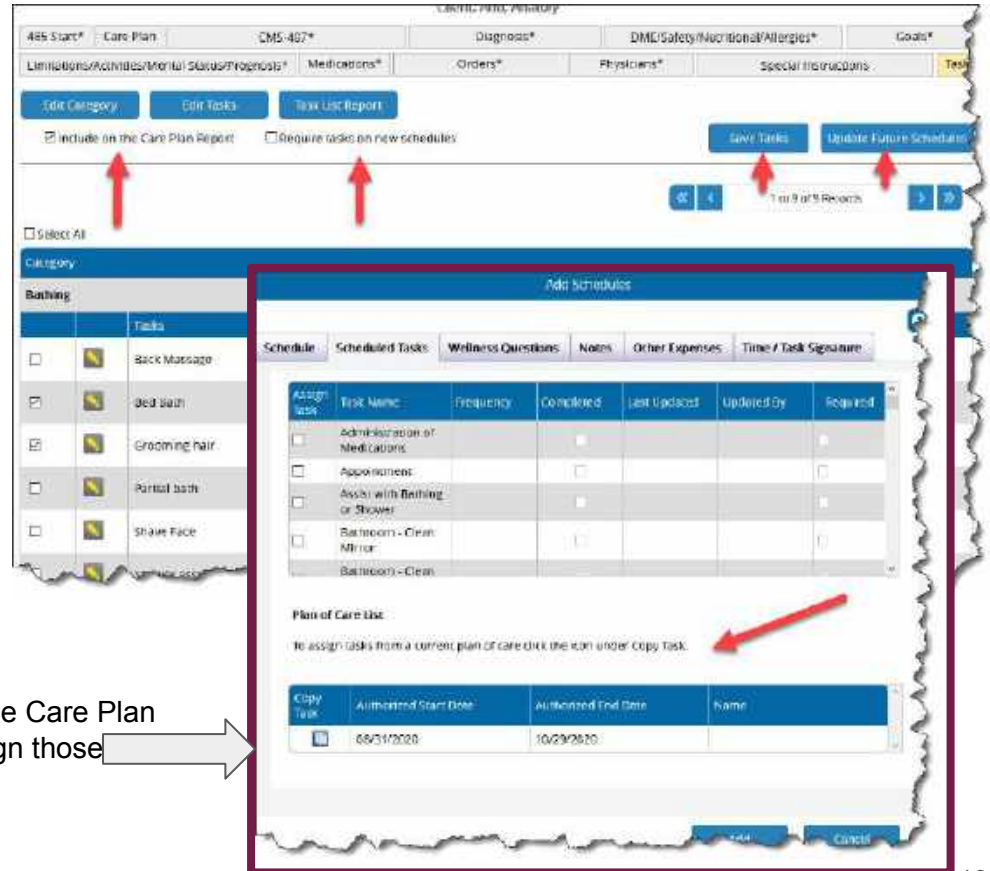 485 Start* Care Plan CMS-487* Diagnosis* DME/Safety/Nutritional/Allergies* Goals*
Limitations/Activities/Mental Status/Prognosis* Medications* Orders* Physicians* Special Instructions Task
Edit Category Edit Tasks Task List Report
Include on the Care Plan Report Require tasks on new schedules Save Tasks Update Future Schedules
1 to 9 of 9 Records
Select All
Category
Bathing
Tasks
Back Massage
Bed Bath
Grooming hair
Partial bath
Shave Face
Add Schedules
Schedule Scheduled Tasks Wellness Questions Notes Other Expenses Time / Task Signature
Assign Task Task Name Frequency Completed Last Updated Updated By Required
Administration of
Medications
Appointment
Assist with Bathing
or Shower
Bathroom - Clean
Mirror
Bathroom - Clean
Plan of Care List
To assign tasks from a current plan of care click the icon under Copy Task.
Copy Task Authorized Start Date Authorized End Date Name
08/31/2020 10/29/2020
Add Cancel
e Care Plan
gn those